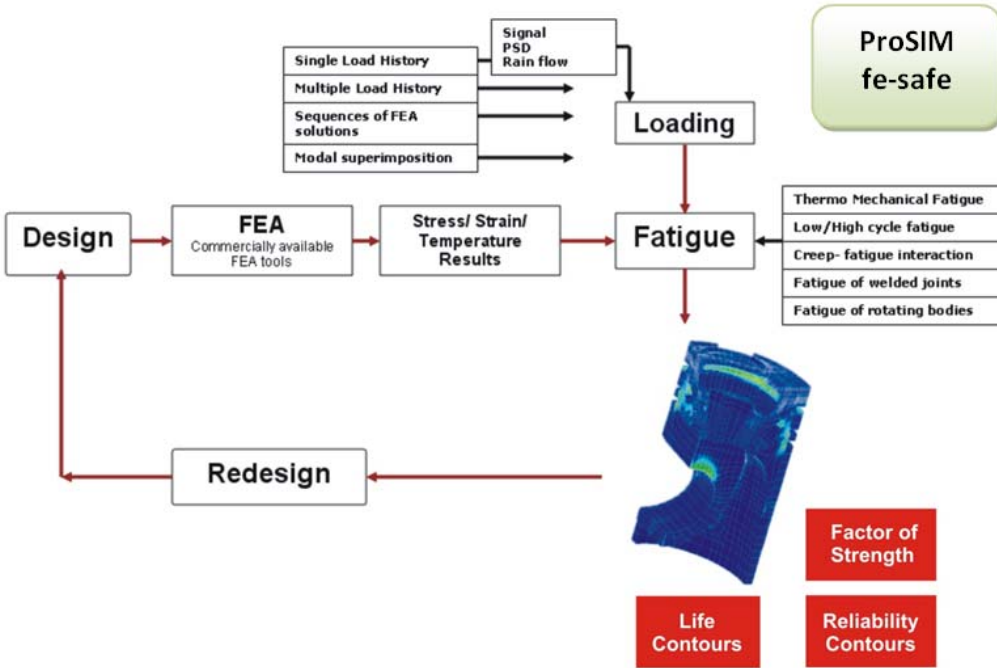 Signal
PSD
Rain flow
ProSIM
fe-safe
Single Load History
Multiple Load History
Sequences of FEA
solutions
Modal superimposition
Loading
Design
FEA
Commercially available
FEA tools
Stress/ Strain/
Temperature
Results
Fatigue
Thermo Mechanical Fatigue
Low/High cycle fatigue
Creep- fatigue interaction
Fatigue of welded joints
Fatigue of rotating bodies
Redesign
Factor of
Strength
Life
Contours
Reliability
Contours